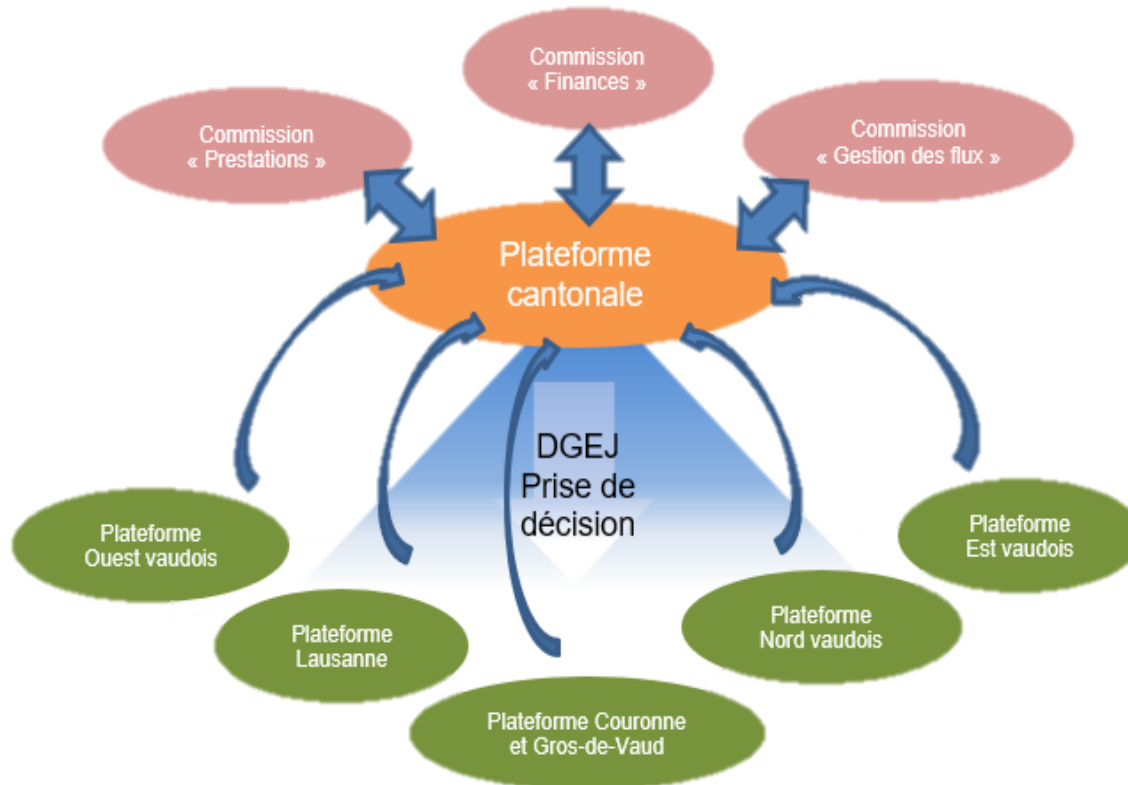 Commission
« Finances »
Commission
« Prestations »
Commission
« Gestion des flux »
Plateforme
cantonale
DGEJ
Prise de
décision
Plateforme
Ouest vaudois
Plateforme
Est vaudois
Plateforme
Lausanne
Plateforme
Nord vaudois
Plateforme Couronne
et Gros-de-Vaud